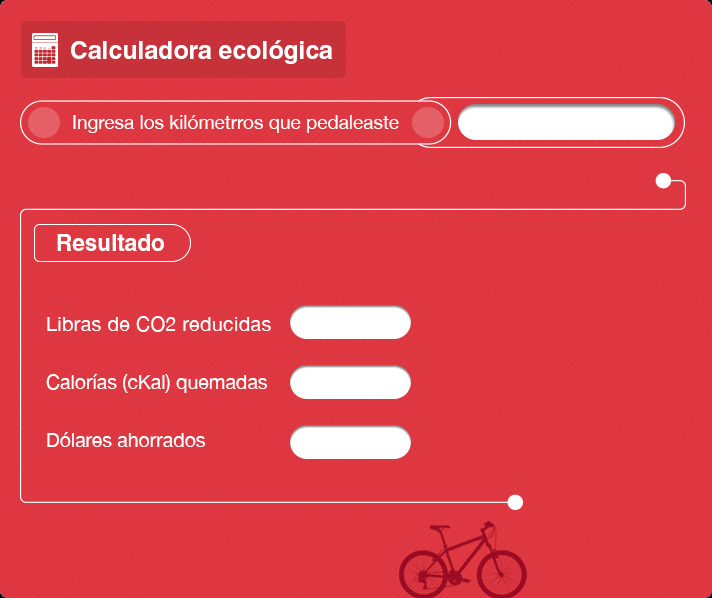 Calculadora ecológica
Ingresa los kilómetrros que pedaleaste
Resultado
Libras de CO2 reducidas
Calorías (cKal) quemadas
Dólares ahorrados